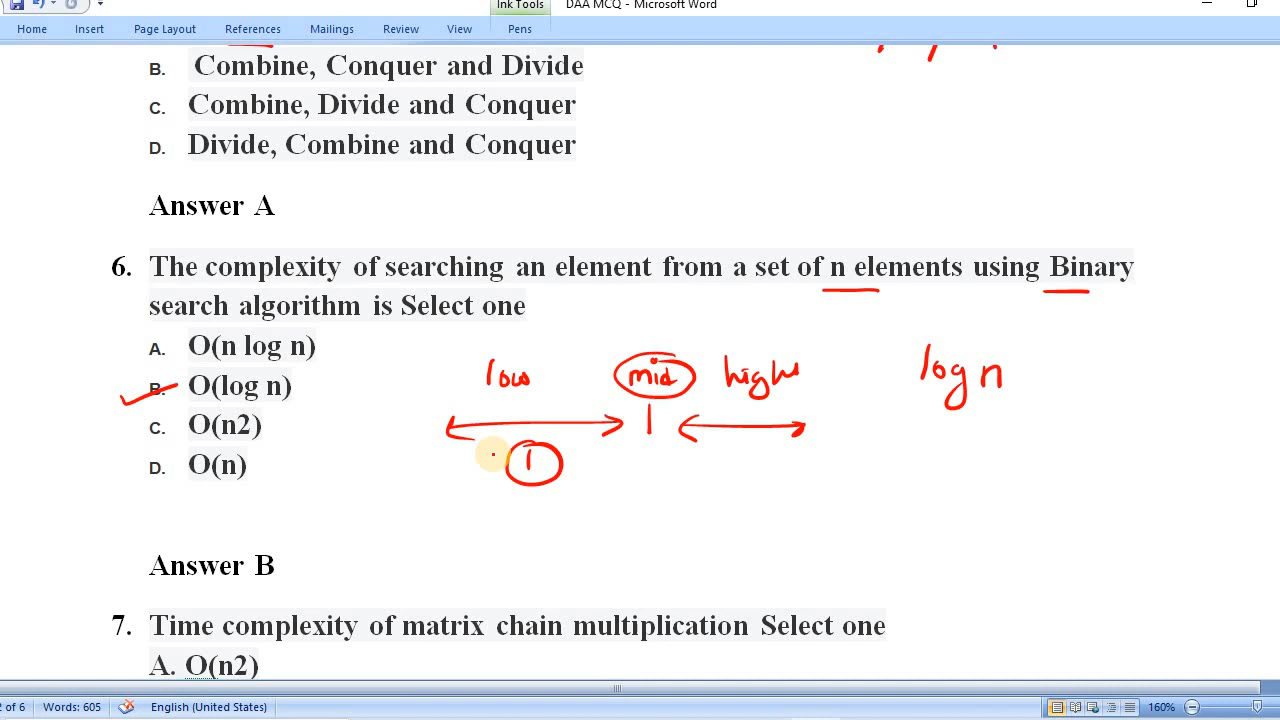 Ink Tools
DAA MCQ - Microsoft Word
Home Insert Page Layout References Mailings Review View Pens
B. Combine, Conquer and Divide
C. Combine, Divide and Conquer
D. Divide, Combine and Conquer
Answer A
6. The complexity of searching an element from a set of n elements using Binary
search algorithm is Select one
A. O(n log n)
B. O(log n)
C. O(n2)
D. O(n)
low mid high log n
Answer B
7. Time complexity of matrix chain multiplication Select one
A. O(n2)
2 of 6 Words: 605 English (United States) 160%